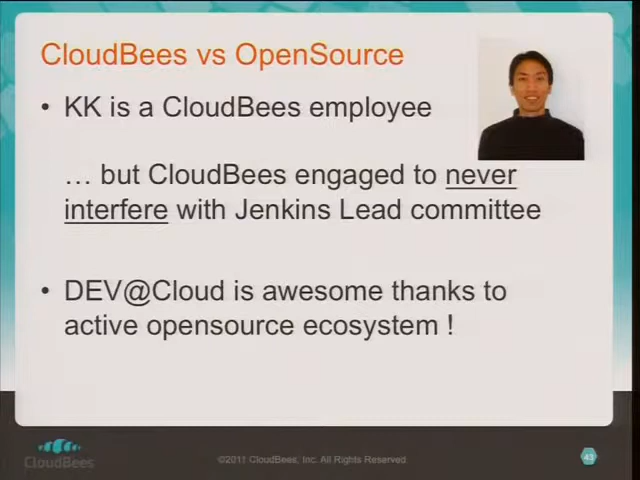 CloudBees vs OpenSource
• KK is a CloudBees employee
… but CloudBees engaged to never
interfere with Jenkins Lead committee
• DEV@Cloud is awesome thanks to
active opensource ecosystem !
CloudBees
©2011 CloudBees, Inc. All Rights Reserved
43